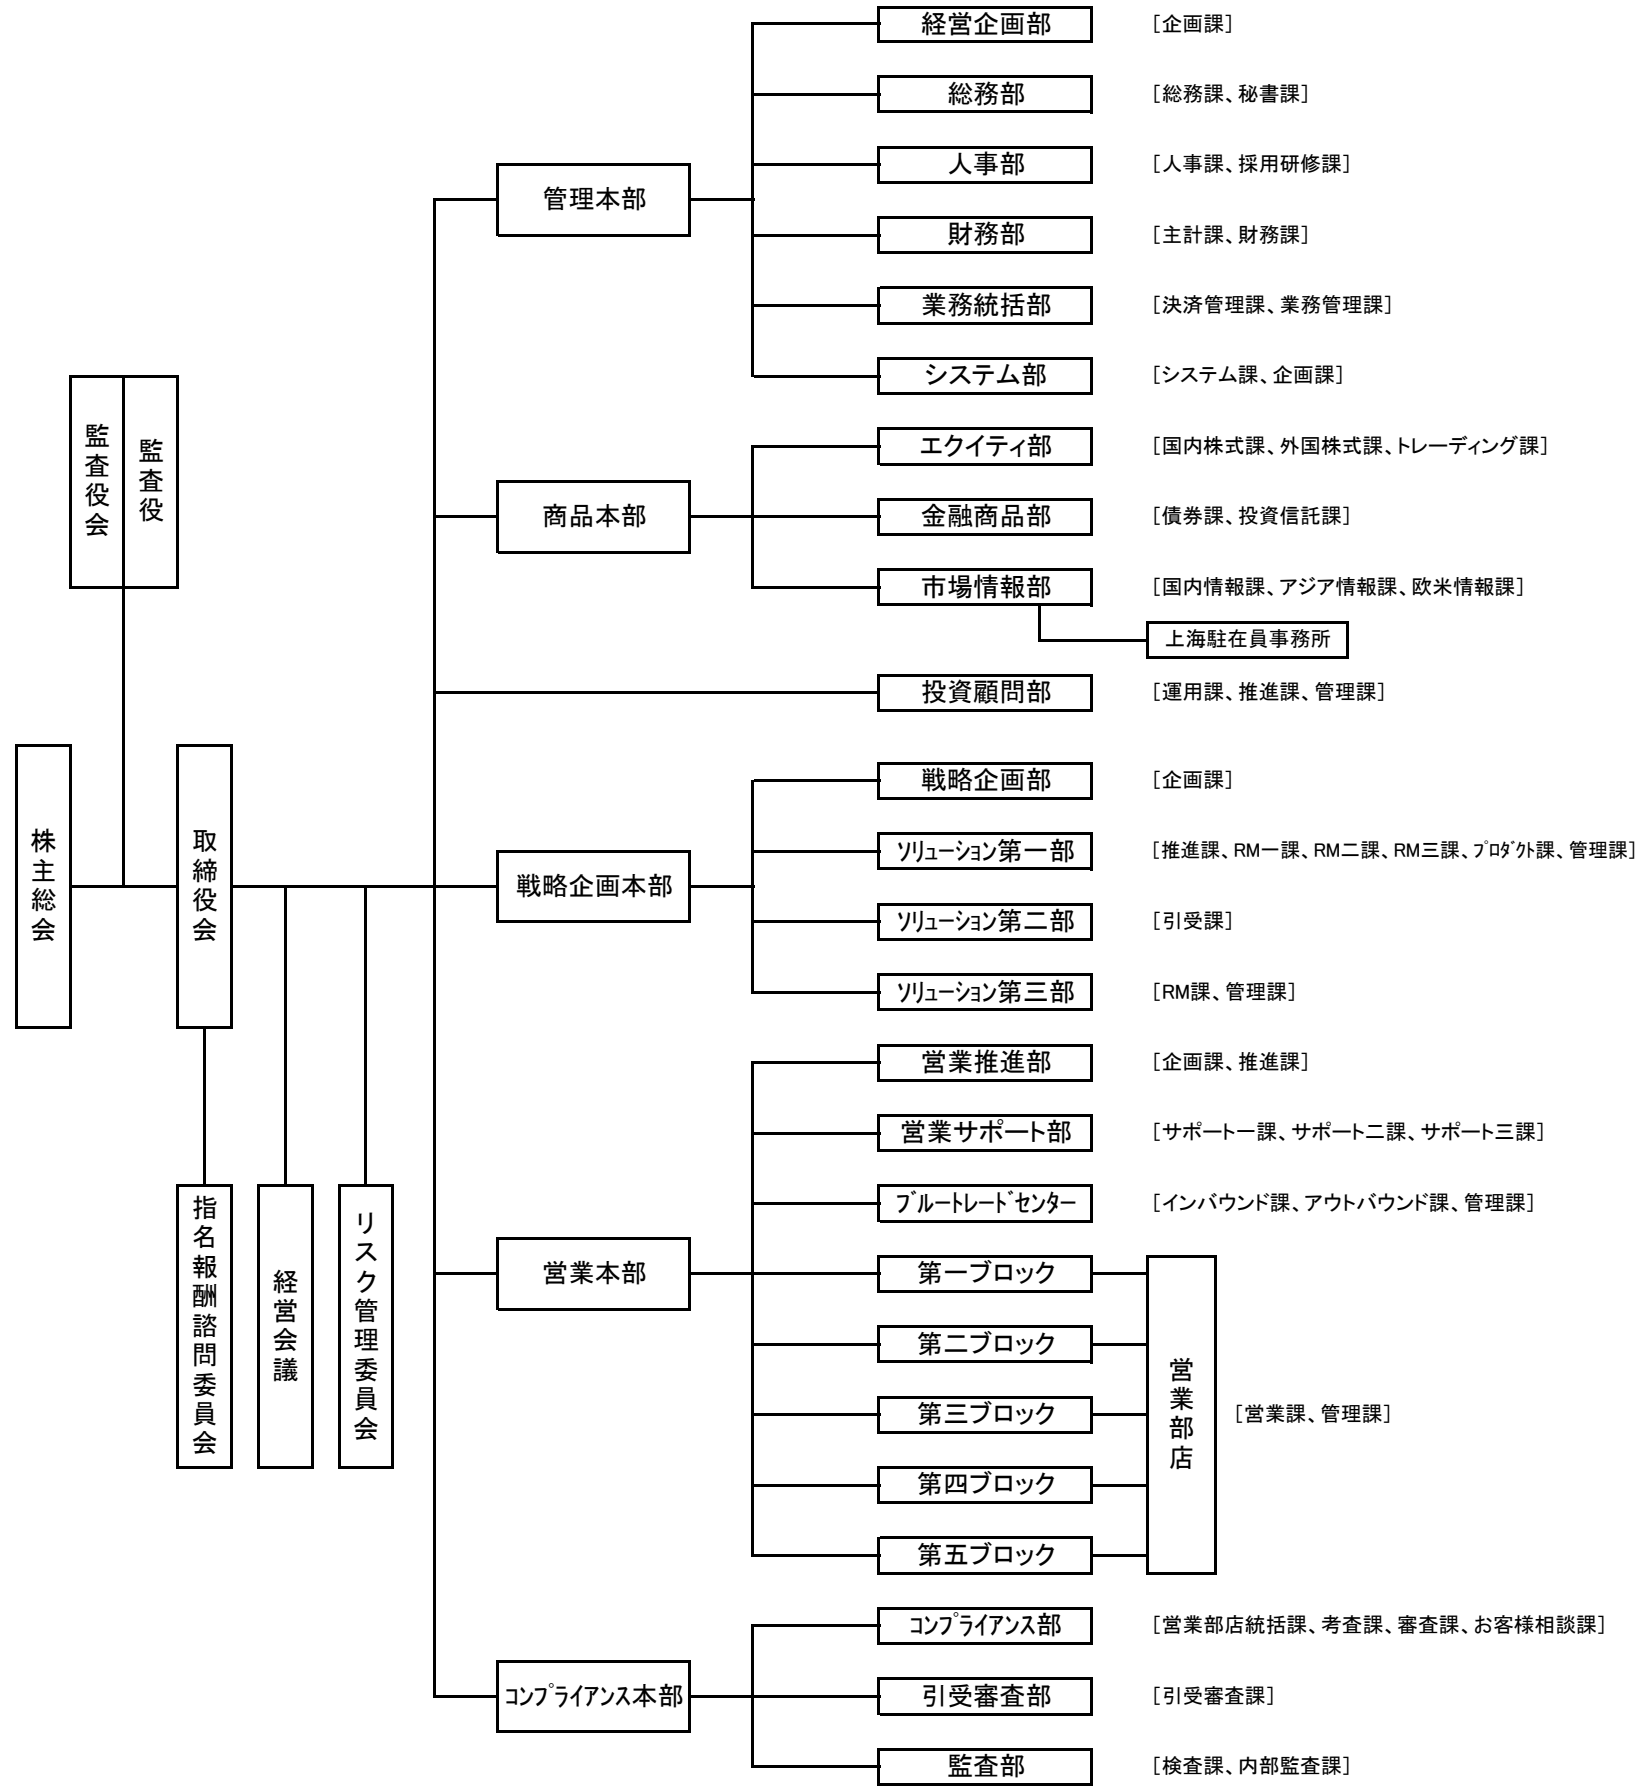 株主総会
監査役会
監査役
取締役会
指名報酬諮問委員会
経営会議
リスク管理委員会
管理本部
経営企画部 [企画課]
総務部 [総務課、秘書課]
人事部 [人事課、採用研修課]
財務部 [主計課、財務課]
業務統括部 [決済管理課、業務管理課]
システム部 [システム課、企画課]
商品本部
エクイティ部 [国内株式課、外国株式課、トレーディング課]
金融商品部 [債券課、投資信託課]
市場情報部 [国内情報課、アジア情報課、欧米情報課]
上海駐在員事務所
投資顧問部 [運用課、推進課、管理課]
戦略企画本部
戦略企画部 [企画課]
ソリューション第一部 [推進課、RM一課、RM二課、RM三課、プロダクト課、管理課]
ソリューション第二部 [引受課]
ソリューション第三部 [RM課、管理課]
営業本部
営業推進部 [企画課、推進課]
営業サポート部 [サポート一課、サポート二課、サポート三課]
ブルートレードセンター [インバウンド課、アウトバウンド課、管理課]
第一ブロック
第二ブロック
第三ブロック
第四ブロック
第五ブロック
営業部店 [営業課、管理課]
コンプライアンス本部
コンプライアンス部 [営業部店統括課、考査課、審査課、お客様相談課]
引受審査部 [引受審査課]
監査部 [検査課、内部監査課]